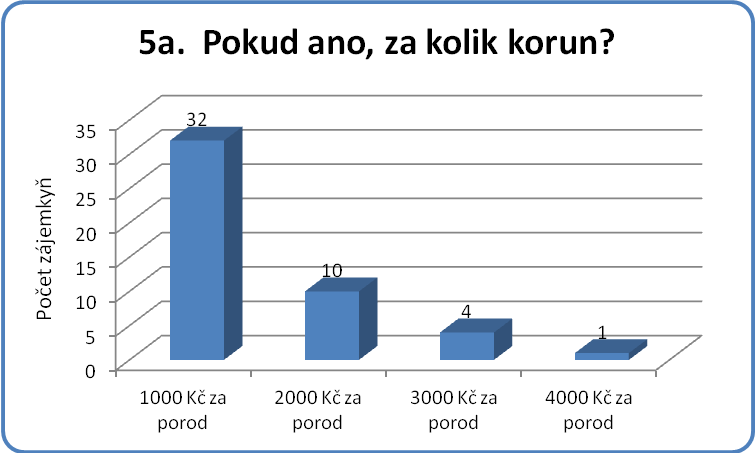 5a.  Pokud ano, za kolik korun?
Počet zájemkyň
35
30
25
20
15
10
5
0
32
10
4
1
1000 Kč za
porod
2000 Kč za
porod
3000 Kč za
porod
4000 Kč za
porod